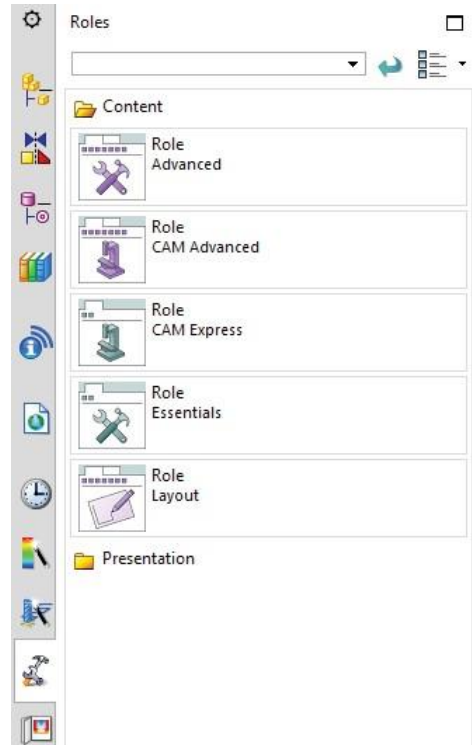 Roles
Content
Role
Advanced
Role
CAM Advanced
Role
CAM Express
Role
Essentials
Role
Layout
Presentation